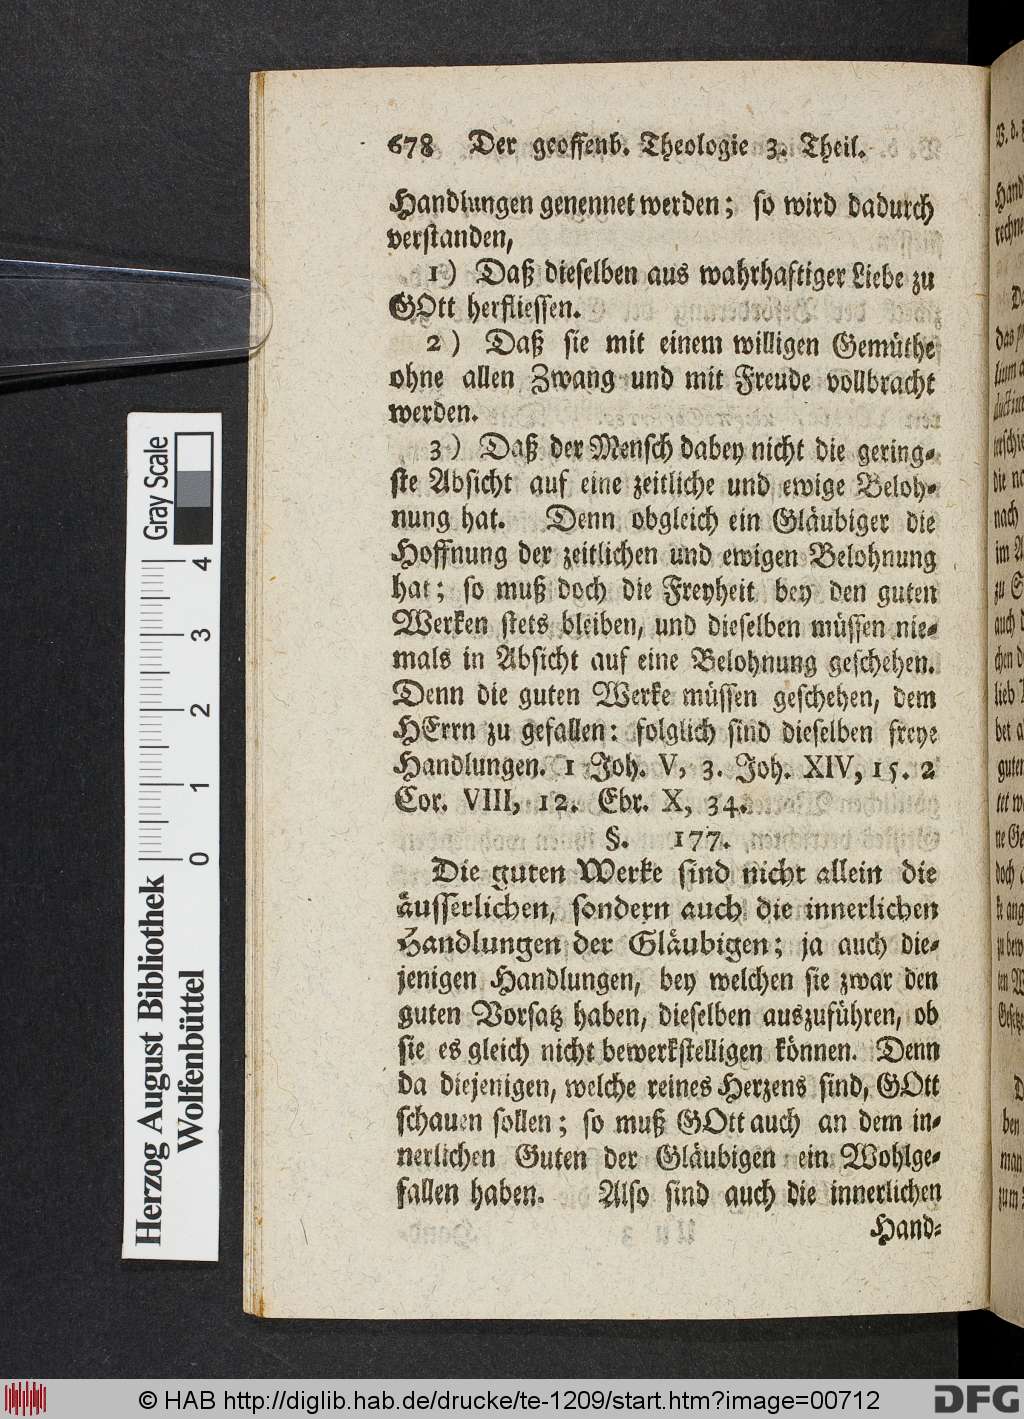 678 Der geoffenb. Theologie 3. Theil.
Handlungen genennet werden; so wird dadurch
verstanden,
1) Daß dieselben aus wahrhaftiger Liebe zu
GOtt herfliessen.
2) Daß sie mit einem willigen Gemüthe
ohne allen Zwang und mit Freude vollbracht
werden.
3) Daß der Mensch dabey nicht die gering-
ste Absicht auf eine zeitliche und ewige Beloh-
nung hat. Denn obgleich ein Gläubiger die
Hoffnung der zeitlichen und ewigen Belohnung
hat; so muß doch die Freyheit bey den guten
Werken stets bleiben, und dieselben müssen nie-
mals in Absicht auf eine Belohnung geschehen.
Denn die guten Werke müssen geschehen, dem
HErrn zu gefallen: folglich sind dieselben freye
Handlungen. 1 Joh. V, 3. Joh. XIV, 15. 2
Cor. VIII, 12. Ebr. X, 34.
§. 177.
Die guten Werke sind nicht allein die
äusserlichen, sondern auch die innerlichen
Handlungen der Gläubigen; ja auch die-
jenigen Handlungen, bey welchen sie zwar den
guten Vorsatz haben, dieselben auszuführen, ob
sie es gleich nicht bewerkstelligen können. Denn
da diejenigen, welche reines Herzens sind, GOtt
schauen sollen; so muß GOtt auch an dem in-
nerlichen Guten der Gläubigen ein Wohlge-
fallen haben. Also sind auch die innerlichen
Hand-
Gray Scale
0 1 2 3 4
Herzog August Bibliothek
Wolfenbüttel
© HAB http://diglib.hab.de/drucke/te-1209/start.htm?image=00712
DFG